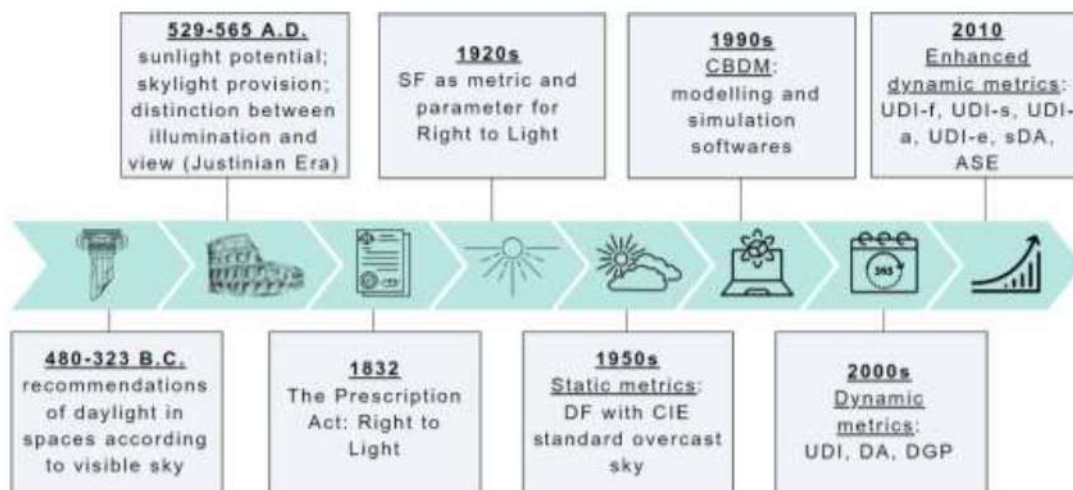 529-565 A.D.
sunlight potential;
skylight provision;
distinction between
illumination and
view (Justinian Era)
1920s
SF as metric and
parameter for
Right to Light
1990s
CBDM:
modelling and
simulation
softwares
2010
Enhanced
dynamic metrics:
UDI-f, UDI-s, UDI-
a, UDI-e, sDA,
ASE
365
480-323 B.C.
recommendations
of daylight in
spaces according
to visible sky
1832
The Prescription
Act: Right to
Light
1950s
Static metrics:
DF with CIE
standard overcast
sky
2000s
Dynamic
metrics:
UDI, DA, DGP